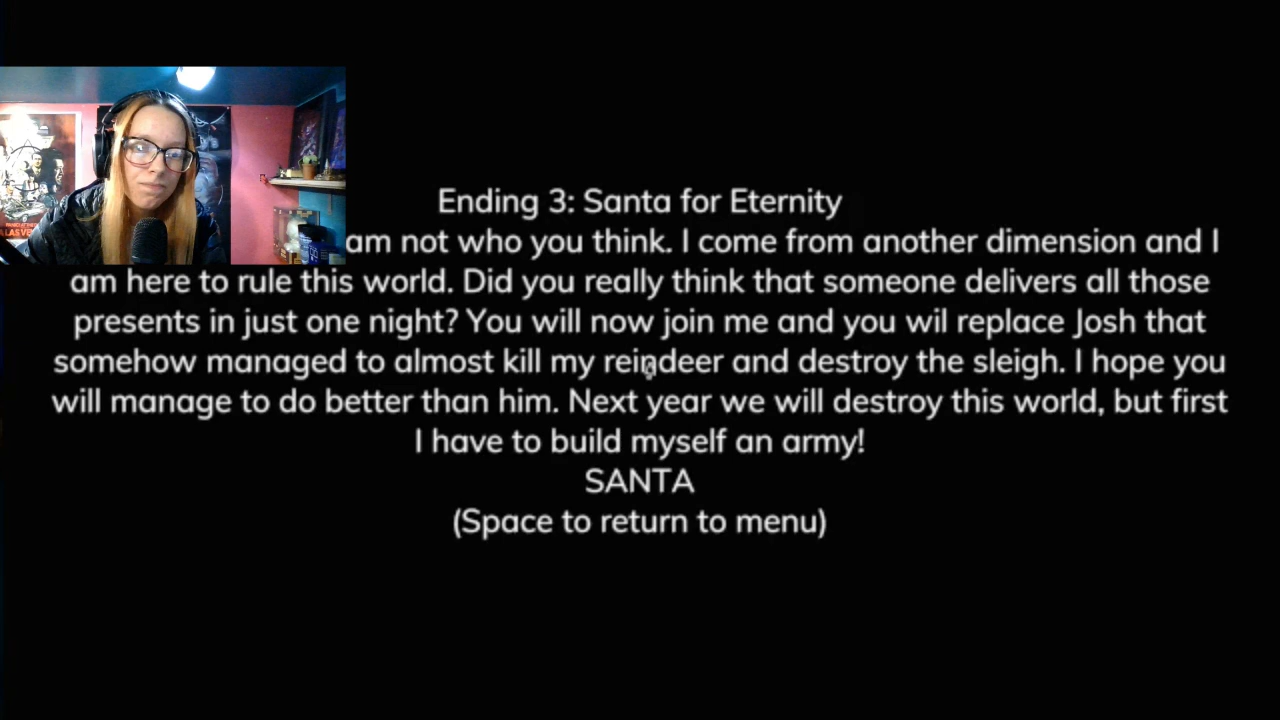 Ending 3: Santa for Eternity
am not who you think. I come from another dimension and I
am here to rule this world. Did you really think that someone delivers all those
presents in just one night? You will now join me and you wil replace Josh that
somehow managed to almost kill my reindeer and destroy the sleigh. I hope you
will manage to do better than him. Next year we will destroy this world, but first
I have to build myself an army!
SANTA
(Space to return to menu)